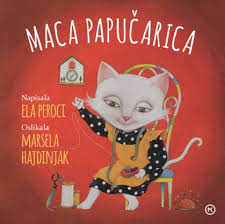 MACA PAPUČARICA
Napisala
ELA PEROCI
Oslikala
MARSELA
HAJDINJAK
M